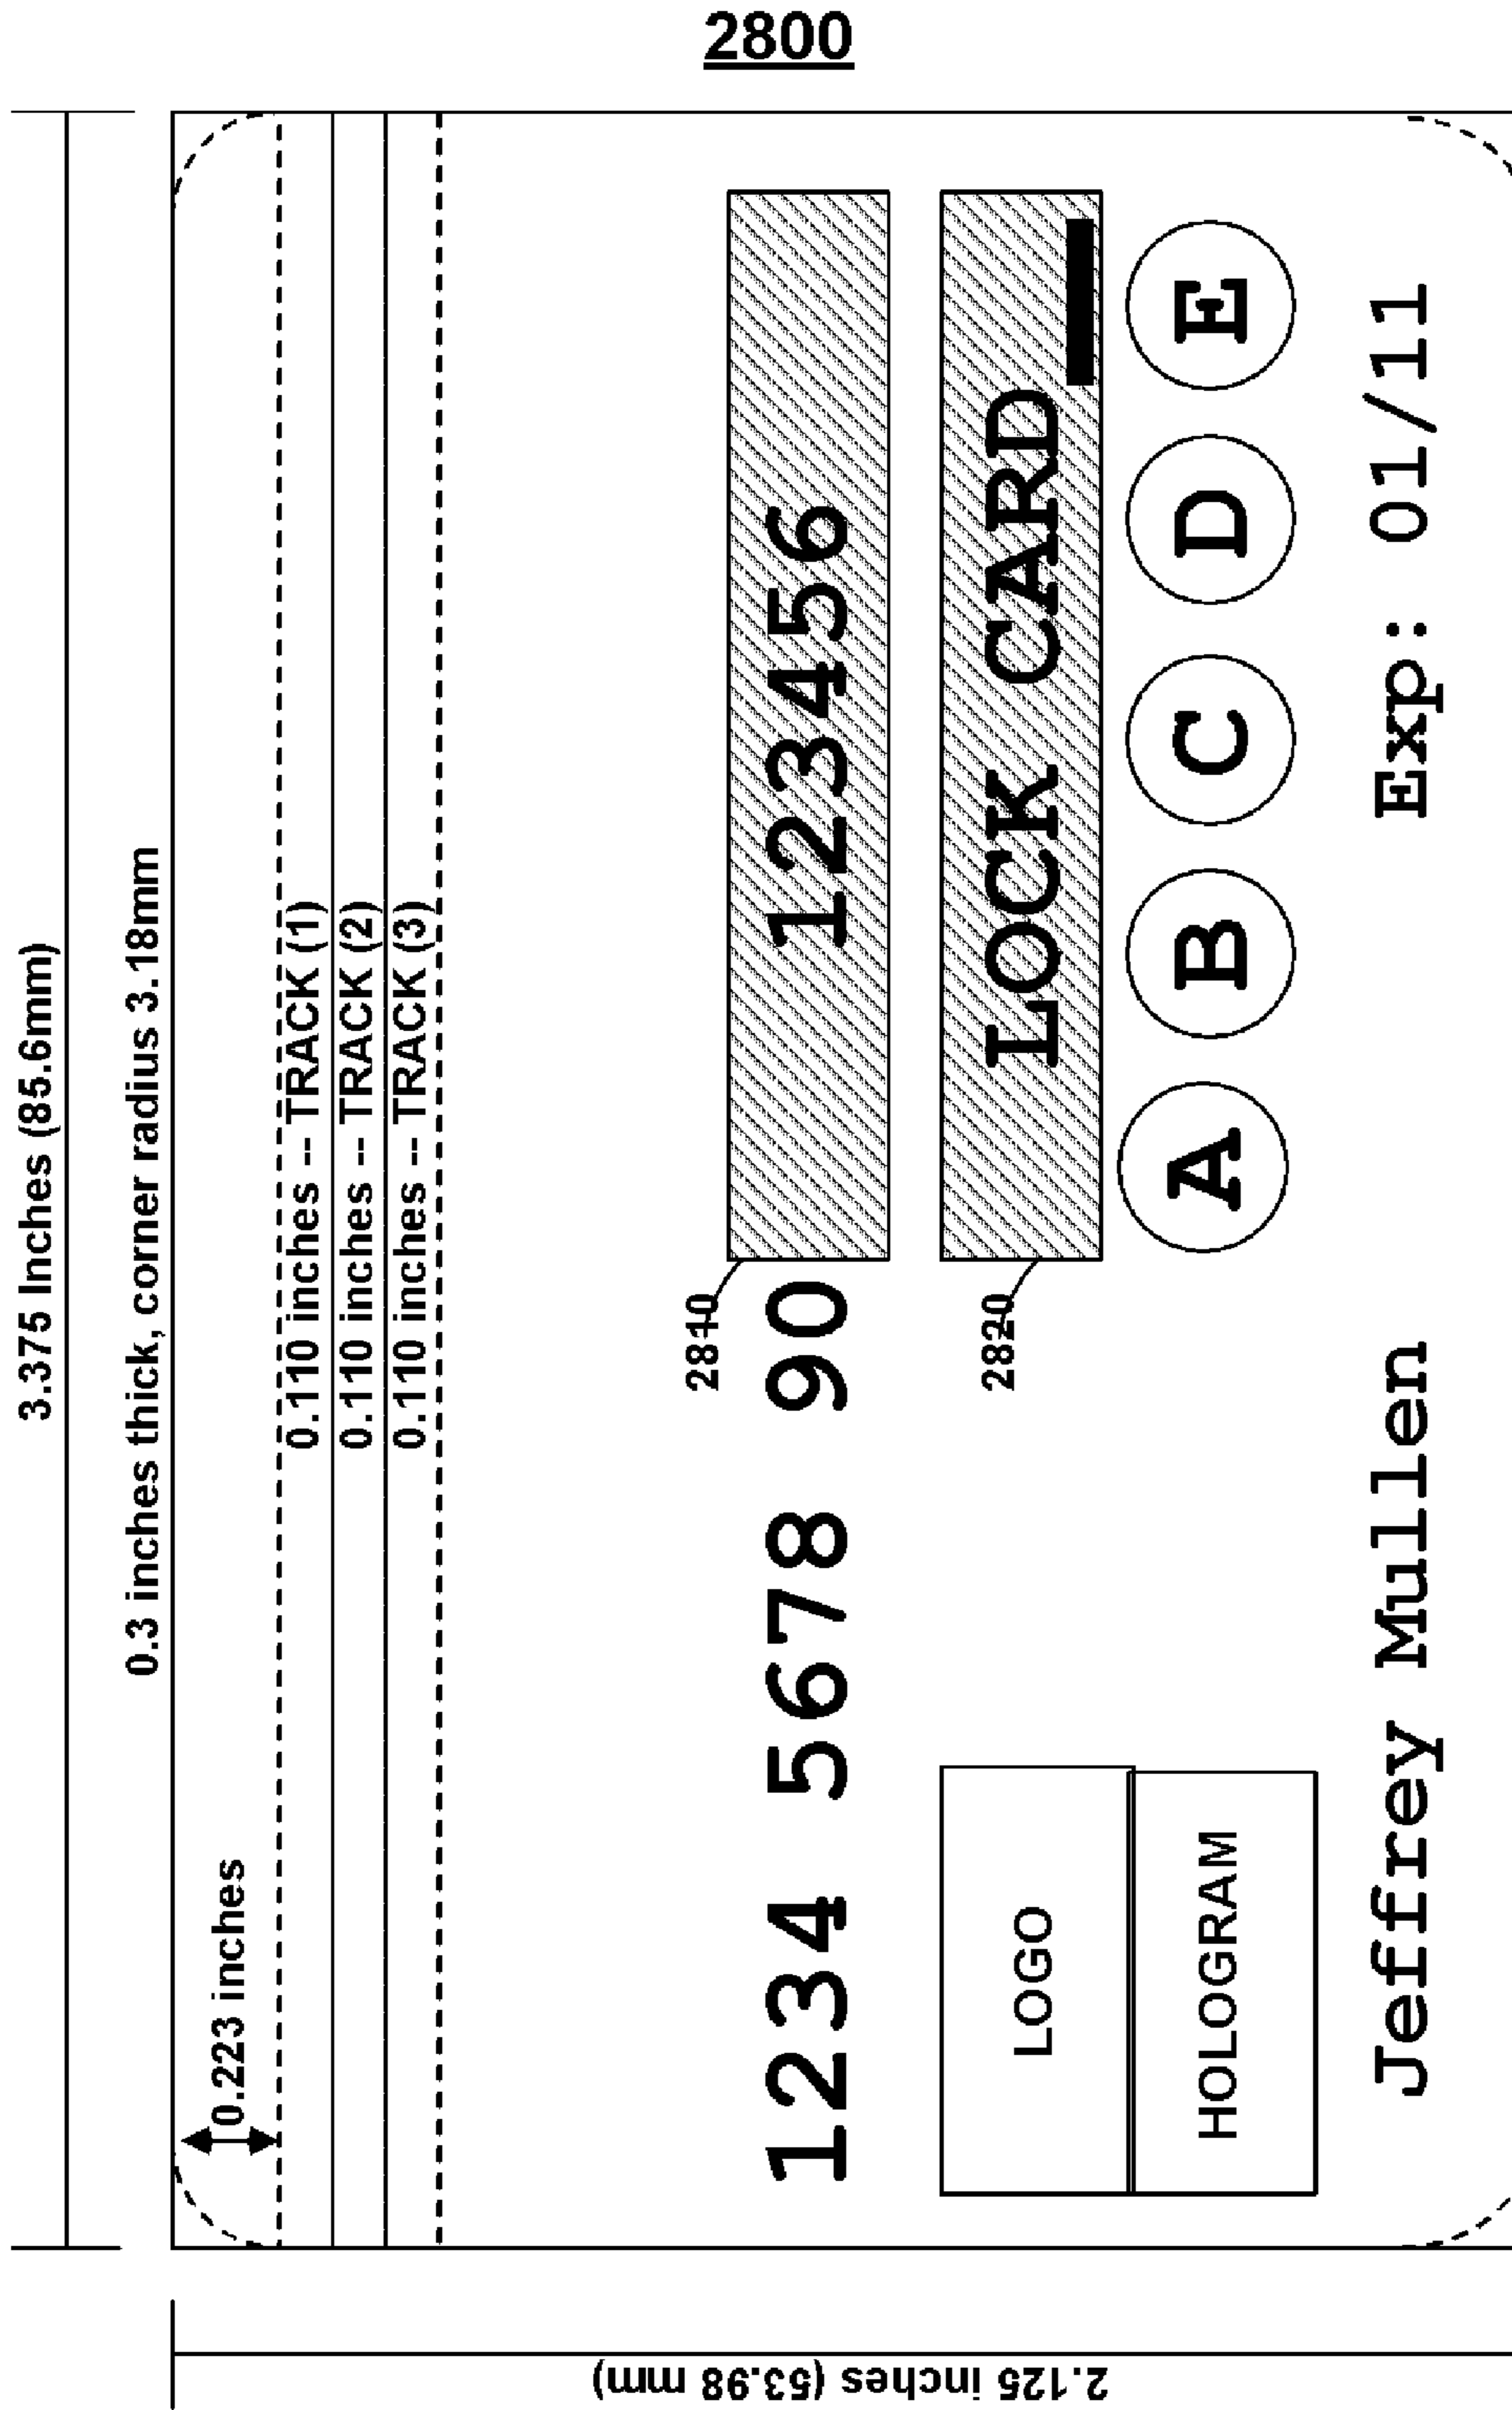 2800
3.375 Inches (85.6mm)
0.3 inches thick, corner radius 3.18mm
0.223 inches
0.110 inches -- TRACK (1)
0.110 inches -- TRACK (2)
0.110 inches -- TRACK (3)
2810
1234 5678 90 123456
2820
LOGO
LOCK CARD
HOLOGRAM
A B C D E
Jeffrey Mullen Exp: 01/11
2.125 inches (53.98 mm)